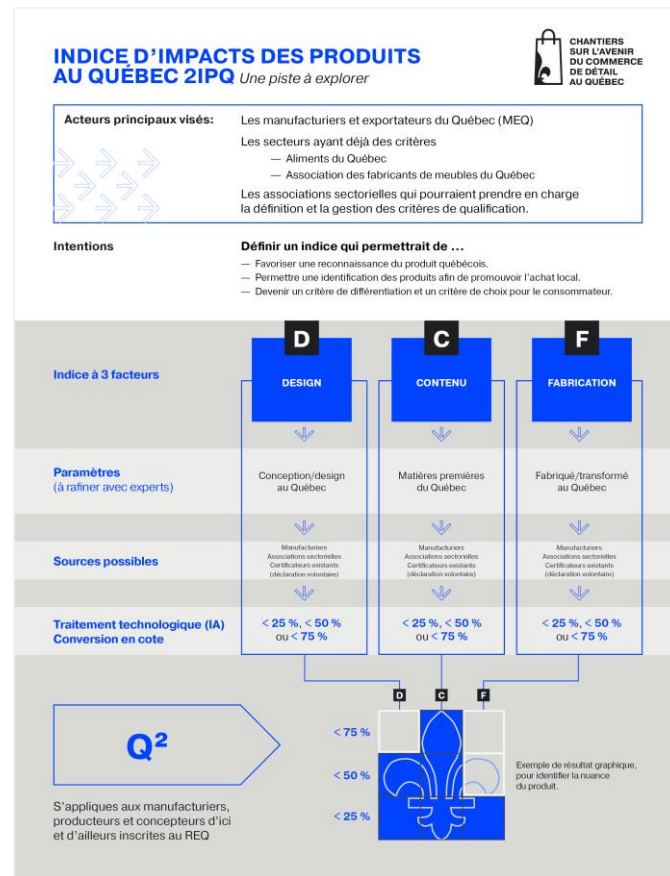 INDICE D’IMPACTS DES PRODUITS
AU QUÉBEC 2IPQ Une piste à explorer
CHANTIERS
SUR L’AVENIR
DU COMMERCE
DE DÉTAIL
AU QUÉBEC
Acteurs principaux visés:
Les manufacturiers et exportateurs du Québec (MEQ)
Les secteurs ayant déjà des critères
— Aliments du Québec
— Association des fabricants de meubles du Québec
Les associations sectorielles qui pourraient prendre en charge
la définition et la gestion des critères de qualification.
Intentions
Définir un indice qui permettrait de …
— Favoriser une reconnaissance du produit québécois.
— Permettre une identification des produits afin de promouvoir l’achat local.
— Devenir un critère de différentiation et un critère de choix pour le consommateur.
D C F
Indice à 3 facteurs
DESIGN CONTENU FABRICATION
Paramètres
(à rafiner avec experts)
Conception/design
au Québec
Matières premières
du Québec
Fabriqué/transformé
au Québec
Sources possibles
Manufacturiers
Associations sectorielles
Certificateurs existants
(déclaration volontaire)
Manufacturiers
Associations sectorielles
Certificateurs existants
(déclaration volontaire)
Manufacturiers
Associations sectorielles
Certificateurs existants
(déclaration volontaire)
Traitement technologique (IA)
Conversion en cote
< 25 %, < 50 %
ou < 75 %
< 25 %, < 50 %
ou < 75 %
< 25 %, < 50 %
ou < 75 %
D C F
Q²
< 75 %
< 50 %
< 25 %
Exemple de résultat graphique,
pour identifier la nuance
du produit.
S’appliques aux manufacturiers,
producteurs et concepteurs d’ici
et d’ailleurs inscrites au REQ